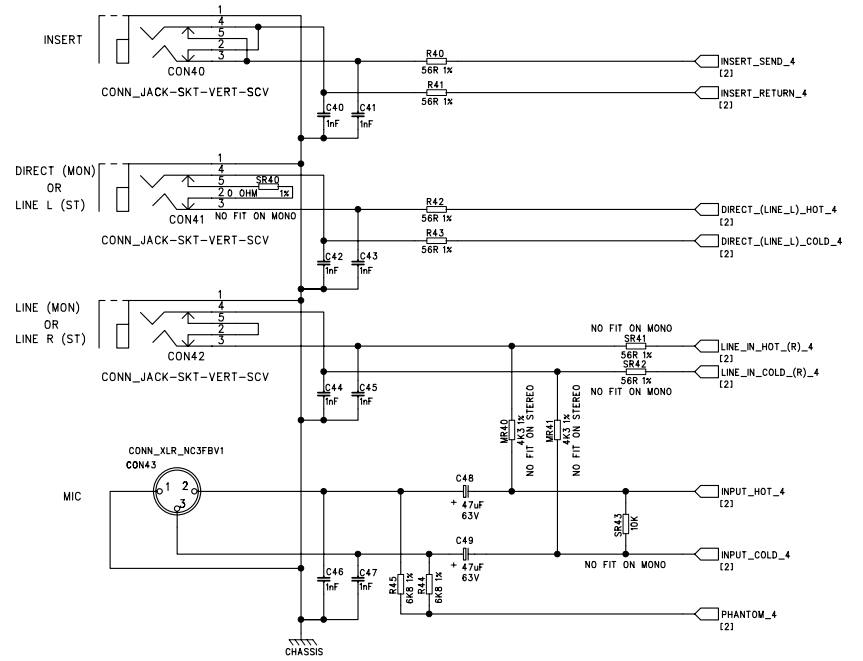 INSERT
1
4
5
2
3
CON40
CONN_JACK-SKT-VERT-SCV
C40
1nF
C41
1nF
R40
56R 1%
R41
56R 1%
INSERT_SEND_4
[2]
INSERT_RETURN_4
[2]
DIRECT (MON)
OR
LINE L (ST)
1
4
5
2
3
SR40
0 OHM 1%
NO FIT ON MONO
CON41
CONN_JACK-SKT-VERT-SCV
C42
1nF
C43
1nF
R42
56R 1%
R43
56R 1%
DIRECT_(LINE_L)_HOT_4
[2]
DIRECT_(LINE_L)_COLD_4
[2]
LINE (MON)
OR
LINE R (ST)
1
4
5
2
3
CON42
CONN_JACK-SKT-VERT-SCV
C44
1nF
C45
1nF
NO FIT ON MONO
SR41
56R 1%
SR42
56R 1%
NO FIT ON MONO
LINE_IN_HOT_(R)_4
[2]
LINE_IN_COLD_(R)_4
[2]
MR40
4K3 1%
NO FIT ON STEREO
MR41
4K3 1%
NO FIT ON STEREO
CONN_XLR_NC3FBV1
CON43
MIC
1 2
3
C46
1nF
C47
1nF
R45
6K8 1%
R44
6K8 1%
C48
+ 47uF
63V
C49
+ 47uF
63V
SR43
10K
NO FIT ON MONO
INPUT_HOT_4
[2]
INPUT_COLD_4
[2]
PHANTOM_4
[2]
CHASSIS